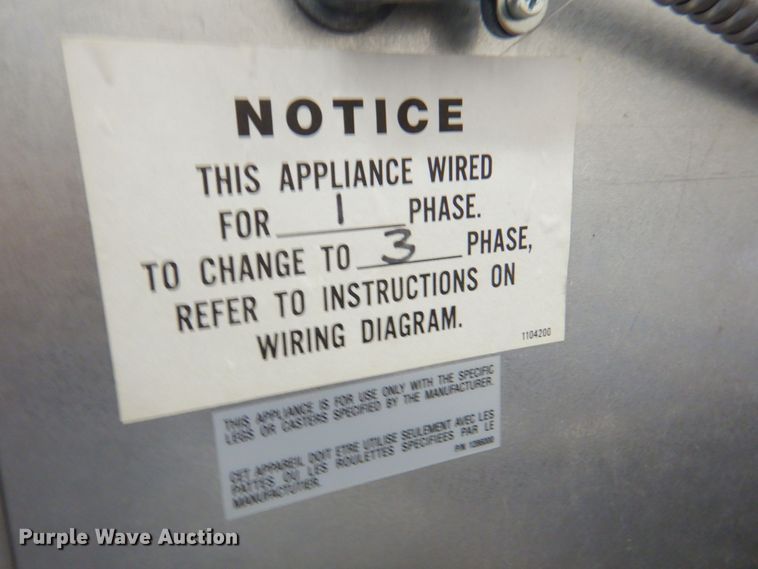 NOTICE
THIS APPLIANCE WIRED
FOR 1 PHASE.
TO CHANGE TO 3 PHASE,
REFER TO INSTRUCTIONS ON
WIRING DIAGRAM.
1104200
THIS APPLIANCE IS FOR USE ONLY WITH THE SPECIFIC
LEGS OR CASTERS SPECIFIED BY THE MANUFACTURER.
CET APPAREIL DOIT ETRE UTILISE SEULEMENT AVEC LES
PATTES OU LES ROULETTES SPECIFIEES PAR LE
MANUFACTUTIER.
P/N
Purple Wave Auction